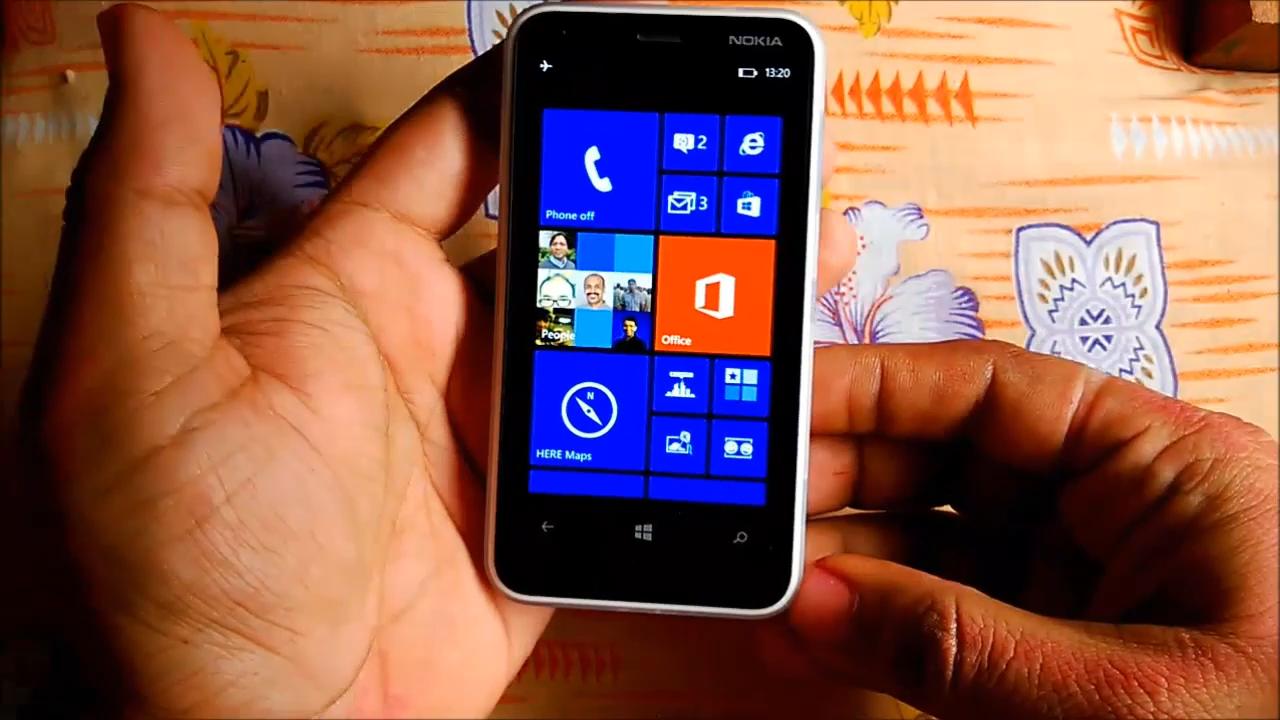 NOKIA
13:20
2
Phone off
3
People
Office
N
HERE Maps